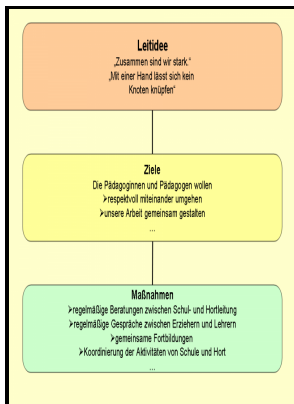 Leitidee
„Zusammen sind wir stark.“
„Mit einer Hand lässt sich kein
Knoten knüpfen“
Ziele
Die Pädagoginnen und Pädagogen wollen
➢respektvoll miteinander umgehen
➢unsere Arbeit gemeinsam gestalten
...
Maßnahmen
➢regelmäßige Beratungen zwischen Schul- und Hortleitung
➢regelmäßige Gespräche zwischen Erziehern und Lehrern
➢gemeinsame Fortbildungen
➢Koordinierung der Aktivitäten von Schule und Hort
...